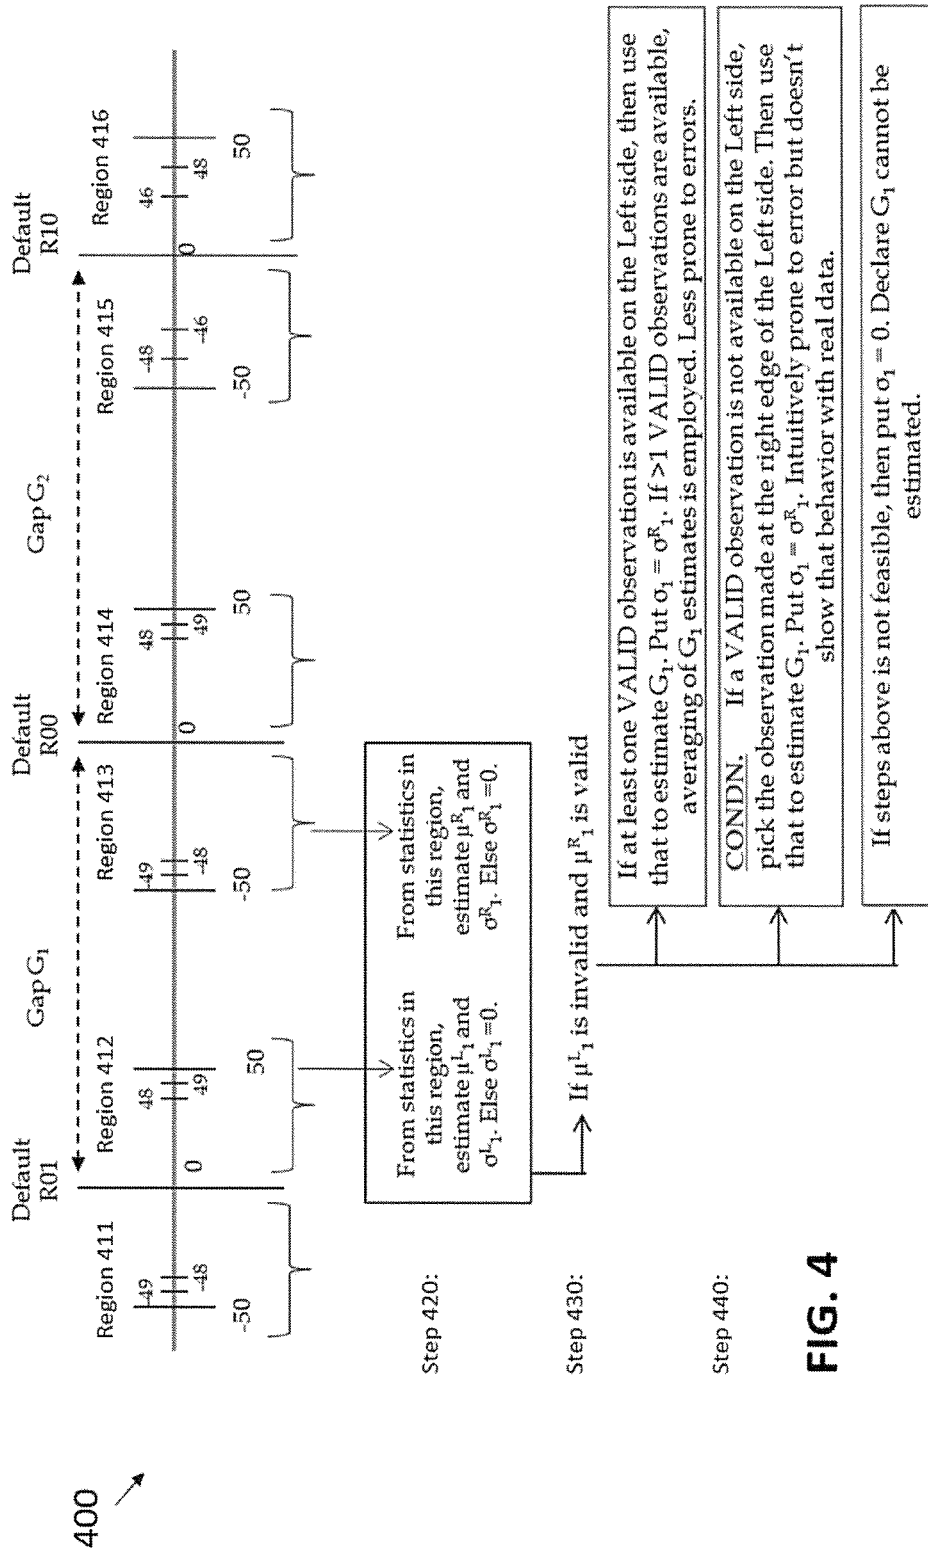 400
Default
R01
Default
R00
Default
R10
Gap G₁
Gap G₂
Region 411
Region 412
Region 413
Region 414
Region 415
Region 416
-49
-48
-50
0
48
49
50
-49
-48
-50
0
48
49
50
-48
-46
-50
0
46
48
50
Step 420:
From statistics in
this region,
estimate μᴸ₁ and
σᴸ₁. Else σᴸ₁=0.
From statistics in
this region,
estimate μᴿ₁ and
σᴿ₁. Else σᴿ₁=0.
Step 430:
If μᴸ₁ is invalid and μᴿ₁ is valid
Step 440:
If at least one VALID observation is available on the Left side, then use
that to estimate G₁. Put σ₁ = σᴿ₁. If >1 VALID observations are available,
averaging of G₁ estimates is employed. Less prone to errors.
CONDN. If a VALID observation is not available on the Left side,
pick the observation made at the right edge of the Left side. Then use
that to estimate G₁. Put σ₁ = σᴿ₁. Intuitively prone to error but doesn't
show that behavior with real data.
If steps above is not feasible, then put σ₁ = 0. Declare G₁ cannot be
estimated.
FIG. 4